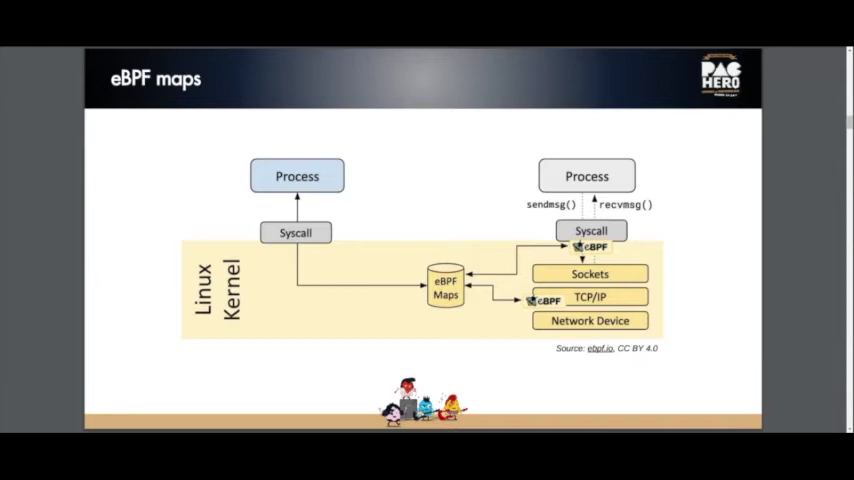 eBPF maps
PAC
HERO
Process
Process
sendmsg()
recvmsg()
Syscall
Syscall
eBPF
Linux
Kernel
eBPF
Maps
Sockets
eBPF
TCP/IP
Network Device
Source: ebpf.io, CC BY 4.0